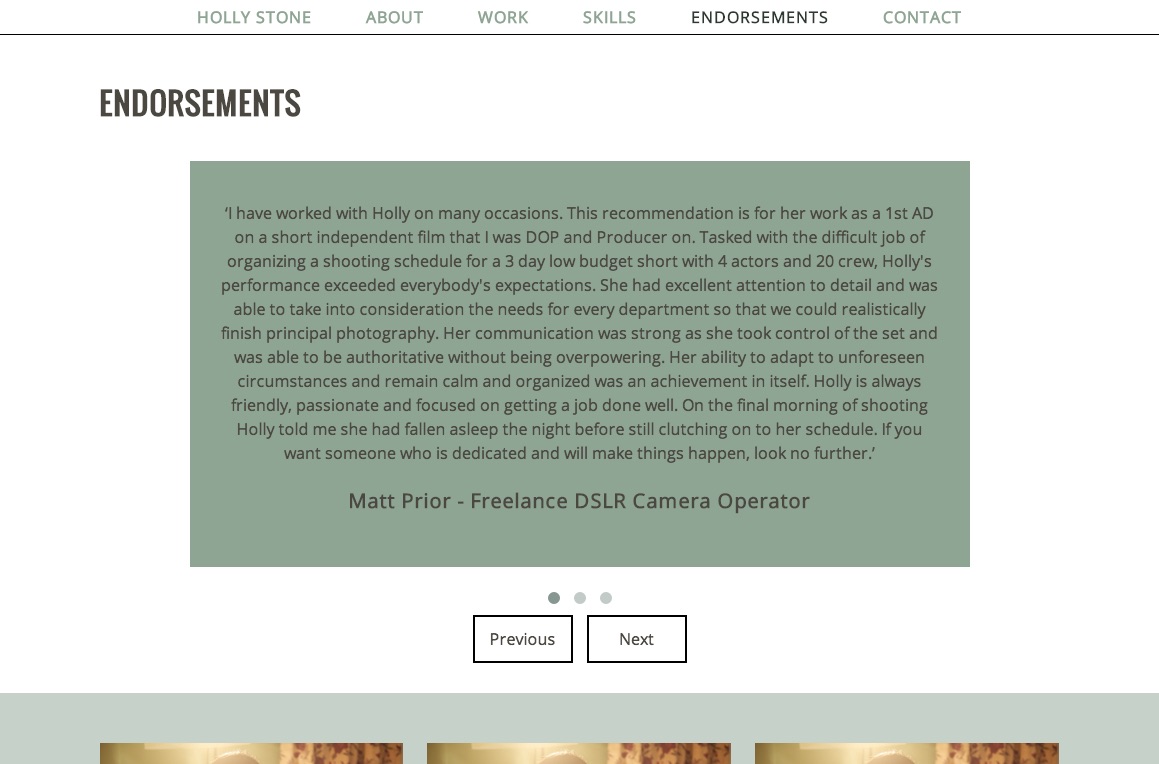 HOLLY STONE ABOUT WORK SKILLS ENDORSEMENTS CONTACT
ENDORSEMENTS
‘I have worked with Holly on many occasions. This recommendation is for her work as a 1st AD
on a short independent film that I was DOP and Producer on. Tasked with the difficult job of
organizing a shooting schedule for a 3 day low budget short with 4 actors and 20 crew, Holly's
performance exceeded everybody's expectations. She had excellent attention to detail and was
able to take into consideration the needs for every department so that we could realistically
finish principal photography. Her communication was strong as she took control of the set and
was able to be authoritative without being overpowering. Her ability to adapt to unforeseen
circumstances and remain calm and organized was an achievement in itself. Holly is always
friendly, passionate and focused on getting a job done well. On the final morning of shooting
Holly told me she had fallen asleep the night before still clutching on to her schedule. If you
want someone who is dedicated and will make things happen, look no further.’
Matt Prior - Freelance DSLR Camera Operator
Previous Next